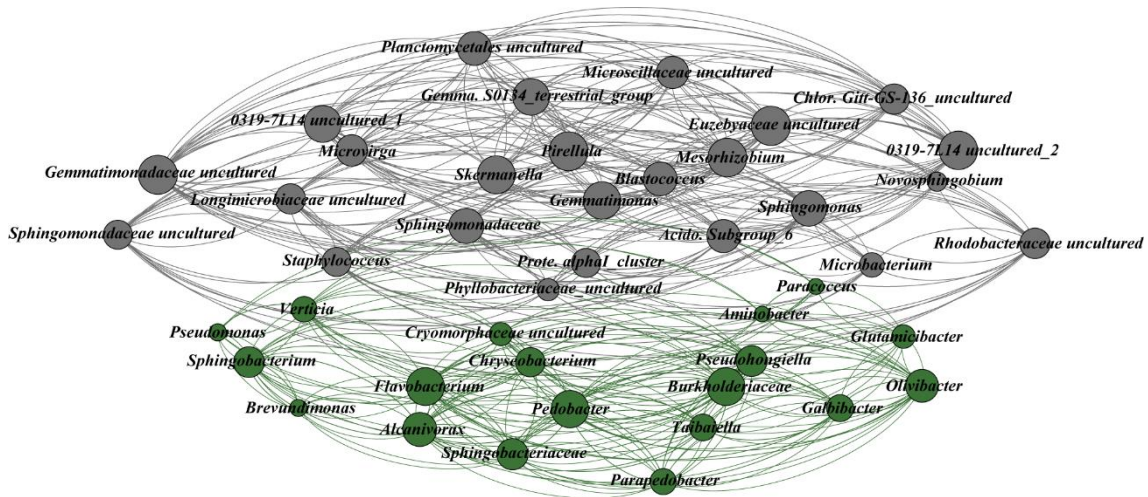 Planctomycetales uncultured
Microscillaceae uncultured
Gemma. S0134_terrestrial_group
Chlor. Gitt-GS-136_uncultured
0319-7L14 uncultured_1
Euzebyaceae uncultured
Microvirga
Pirellula
Mesorhizobium
0319-7L14 uncultured_2
Gemmatimonadaceae uncultured
Skermanella
Blastococcus
Novosphingobium
Longimicrobiaceae uncultured
Gemmatimonas
Sphingomonas
Sphingomonadaceae uncultured
Sphingomonadaceae
Acido. Subgroup_6
Rhodobacteraceae uncultured
Staphylococcus
Prote. alphaI_cluster
Microbacterium
Phyllobacteriaceae_uncultured
Paracoccus
Verticia
Aminobacter
Pseudomonas
Cryomorphaceae uncultured
Glutamicibacter
Sphingobacterium
Chryseobacterium
Pseudohongiella
Flavobacterium
Burkholderiaceae
Olivibacter
Brevundimonas
Pedobacter
Galbibacter
Alcanivorax
Taibaiella
Sphingobacteriaceae
Parapedobacter